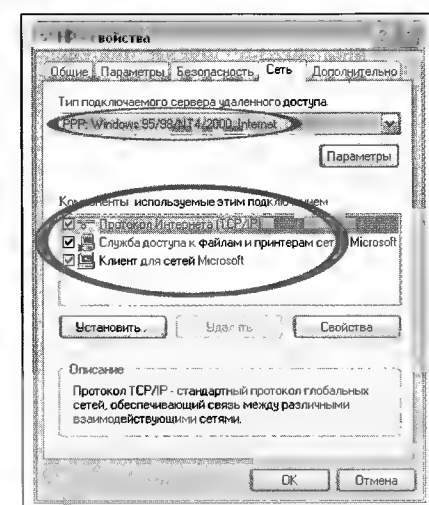 HP - свойства
Общие Параметры Безопасность Сеть Дополнительно
Тип подключаемого сервера удаленного доступа
PPP: Windows 95/98/NT4/2000, Internet
Параметры
Компоненты используемые этим подключением
Протокол Интернета (TCP/IP)
Служба доступа к файлам и принтерам сетей Microsoft
Клиент для сетей Microsoft
Установить... Удалить Свойства
Описание
Протокол TCP/IP - стандартный протокол глобальных
сетей, обеспечивающий связь между различными
взаимодействующими сетями.
OK Отмена